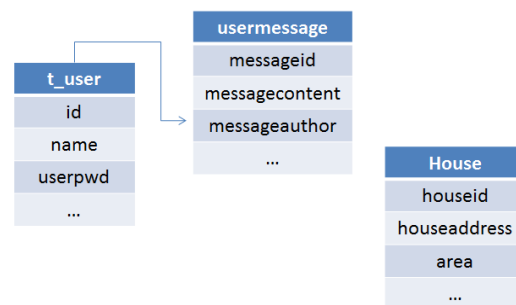 usermessage
messageid
messagecontent
messageauthor
...
t_user
id
name
userpwd
...
House
houseid
houseaddress
area
...